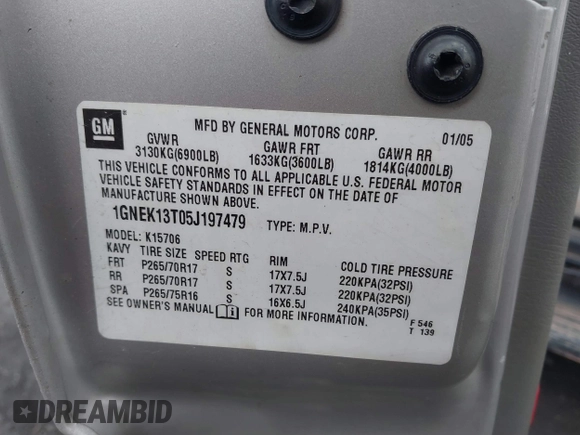 GM
MFD BY GENERAL MOTORS CORP. 01/05
GVWR GAWR FRT GAWR RR
3130KG(6900LB) 1633KG(3600LB) 1814KG(4000LB)
THIS VEHICLE CONFORMS TO ALL APPLICABLE U.S. FEDERAL MOTOR
VEHICLE SAFETY STANDARDS IN EFFECT ON THE DATE OF
MANUFACTURE SHOWN ABOVE.
1GNEK13T05J197479 TYPE: M.P.V.
MODEL: K15706
KAVY TIRE SIZE SPEED RTG RIM COLD TIRE PRESSURE
FRT P265/70R17 S 17X7.5J 220KPA(32PSI)
RR P265/70R17 S 17X7.5J 220KPA(32PSI)
SPA P265/75R16 S 16X6.5J 240KPA(35PSI)
SEE OWNER'S MANUAL FOR MORE INFORMATION. F 546
T 139
DREAMBID